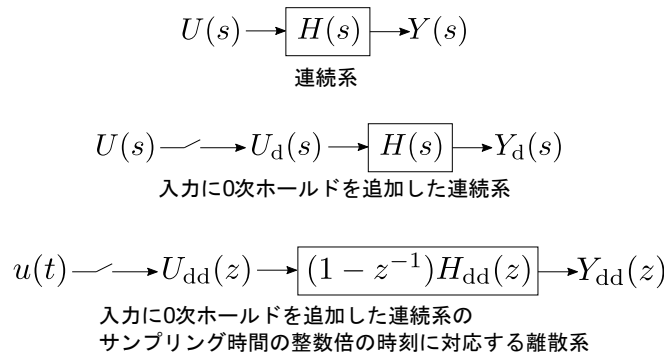 U(s) H(s) Y(s)
連続系
U(s) U_d(s) H(s) Y_d(s)
入力に0次ホールドを追加した連続系
u(t) U_dd(z) (1 − z^{-1})H_dd(z) Y_dd(z)
入力に0次ホールドを追加した連続系の
サンプリング時間の整数倍の時刻に対応する離散系